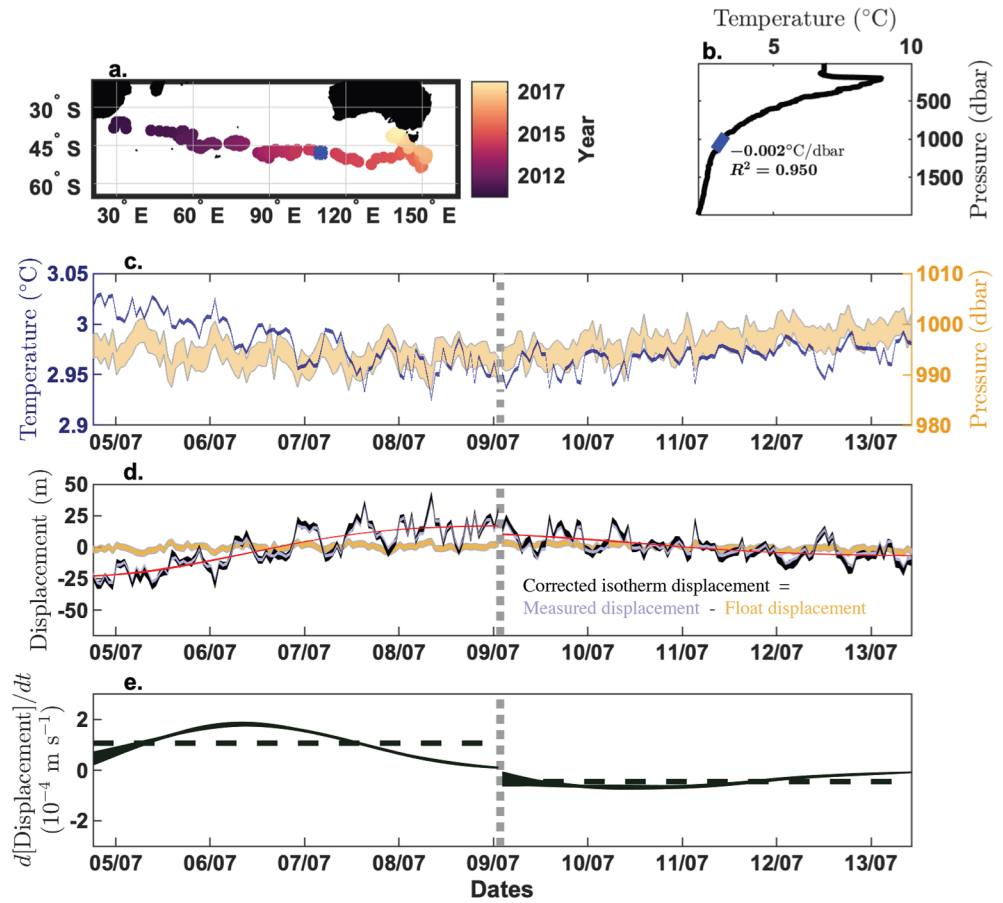 a.
30° S
45° S
60° S
30° E
60° E
90° E
120° E
150° E
2017
2015
2012
Year
Temperature (°C)
b.
5
10
500
1000
1500
Pressure (dbar)
−0.002°C/dbar
R² = 0.950
c.
Temperature (°C)
3.05
3
2.95
2.9
1010
1000
990
980
Pressure (dbar)
05/07
06/07
07/07
08/07
09/07
10/07
11/07
12/07
13/07
d.
Displacement (m)
50
25
0
-25
-50
Corrected isotherm displacement =
Measured displacement - Float displacement
05/07
06/07
07/07
08/07
09/07
10/07
11/07
12/07
13/07
e.
d[Displacement]/dt
(10⁻⁴ m s⁻¹)
2
0
-2
05/07
06/07
07/07
08/07
09/07
10/07
11/07
12/07
13/07
Dates